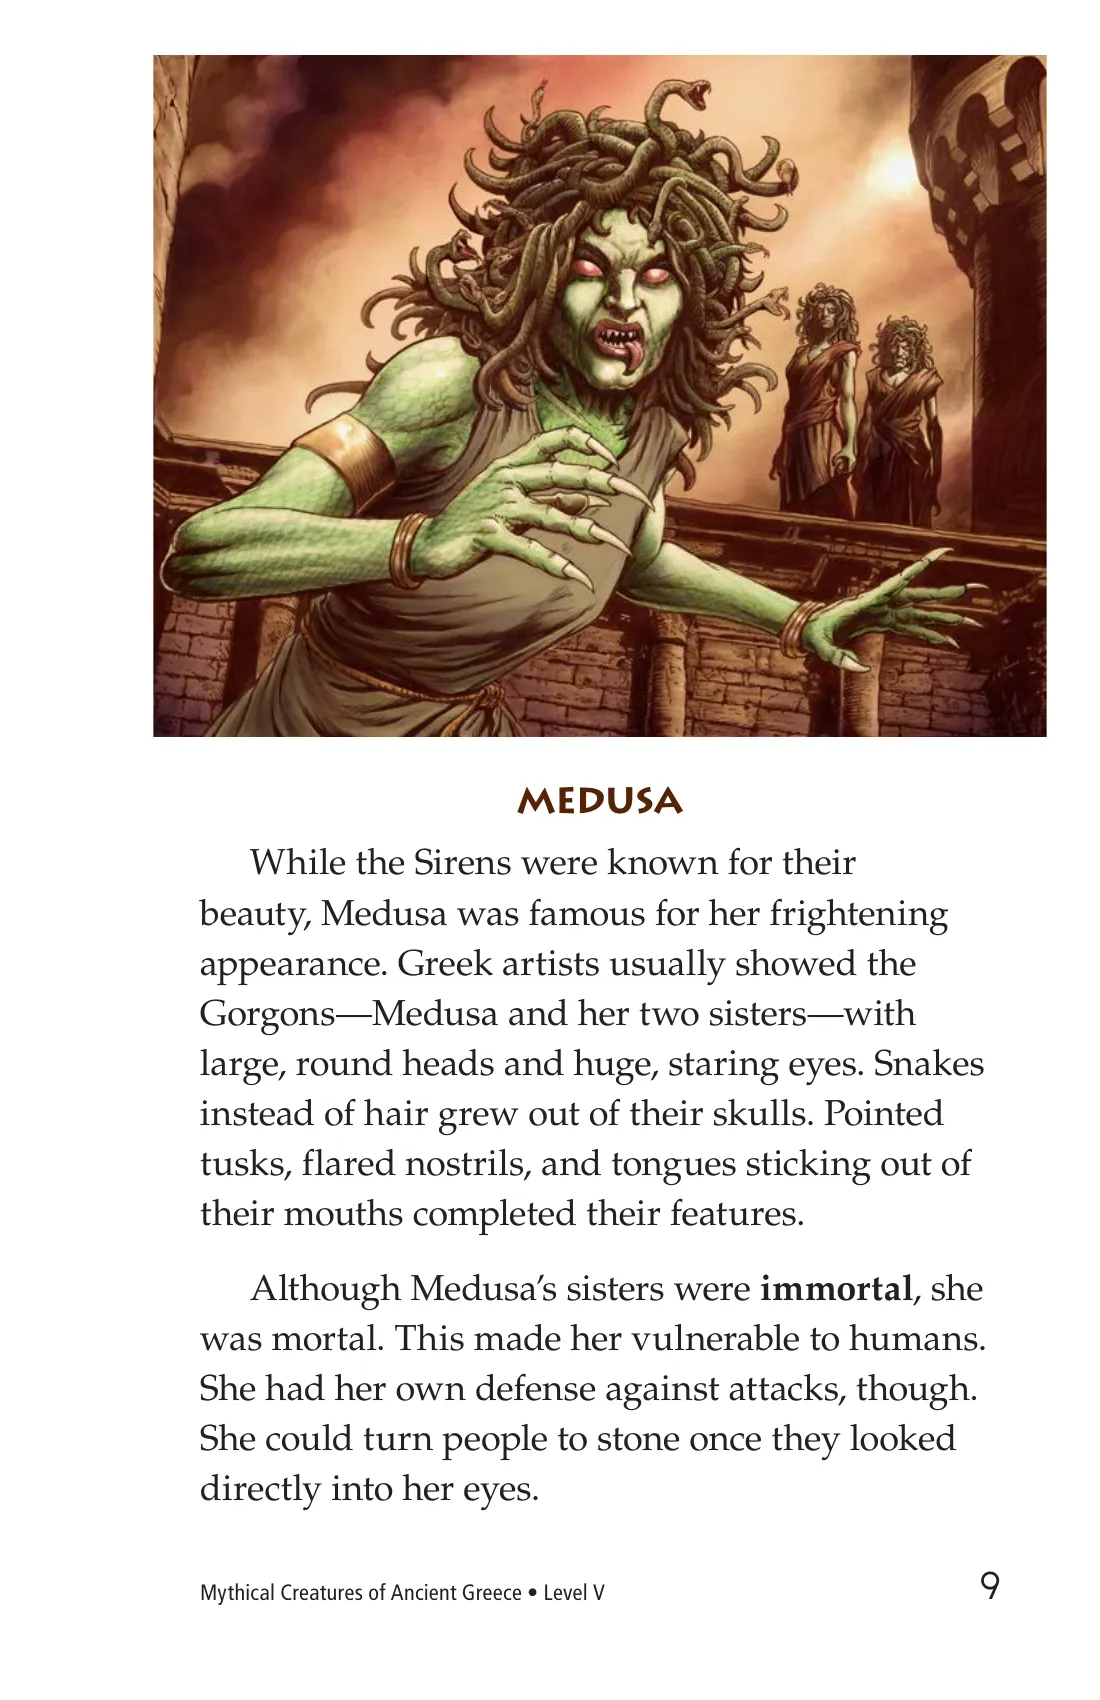 MEDUSA
While the Sirens were known for their
beauty, Medusa was famous for her frightening
appearance. Greek artists usually showed the
Gorgons—Medusa and her two sisters—with
large, round heads and huge, staring eyes. Snakes
instead of hair grew out of their skulls. Pointed
tusks, flared nostrils, and tongues sticking out of
their mouths completed their features.
Although Medusa’s sisters were immortal, she
was mortal. This made her vulnerable to humans.
She had her own defense against attacks, though.
She could turn people to stone once they looked
directly into her eyes.
Mythical Creatures of Ancient Greece • Level V
9